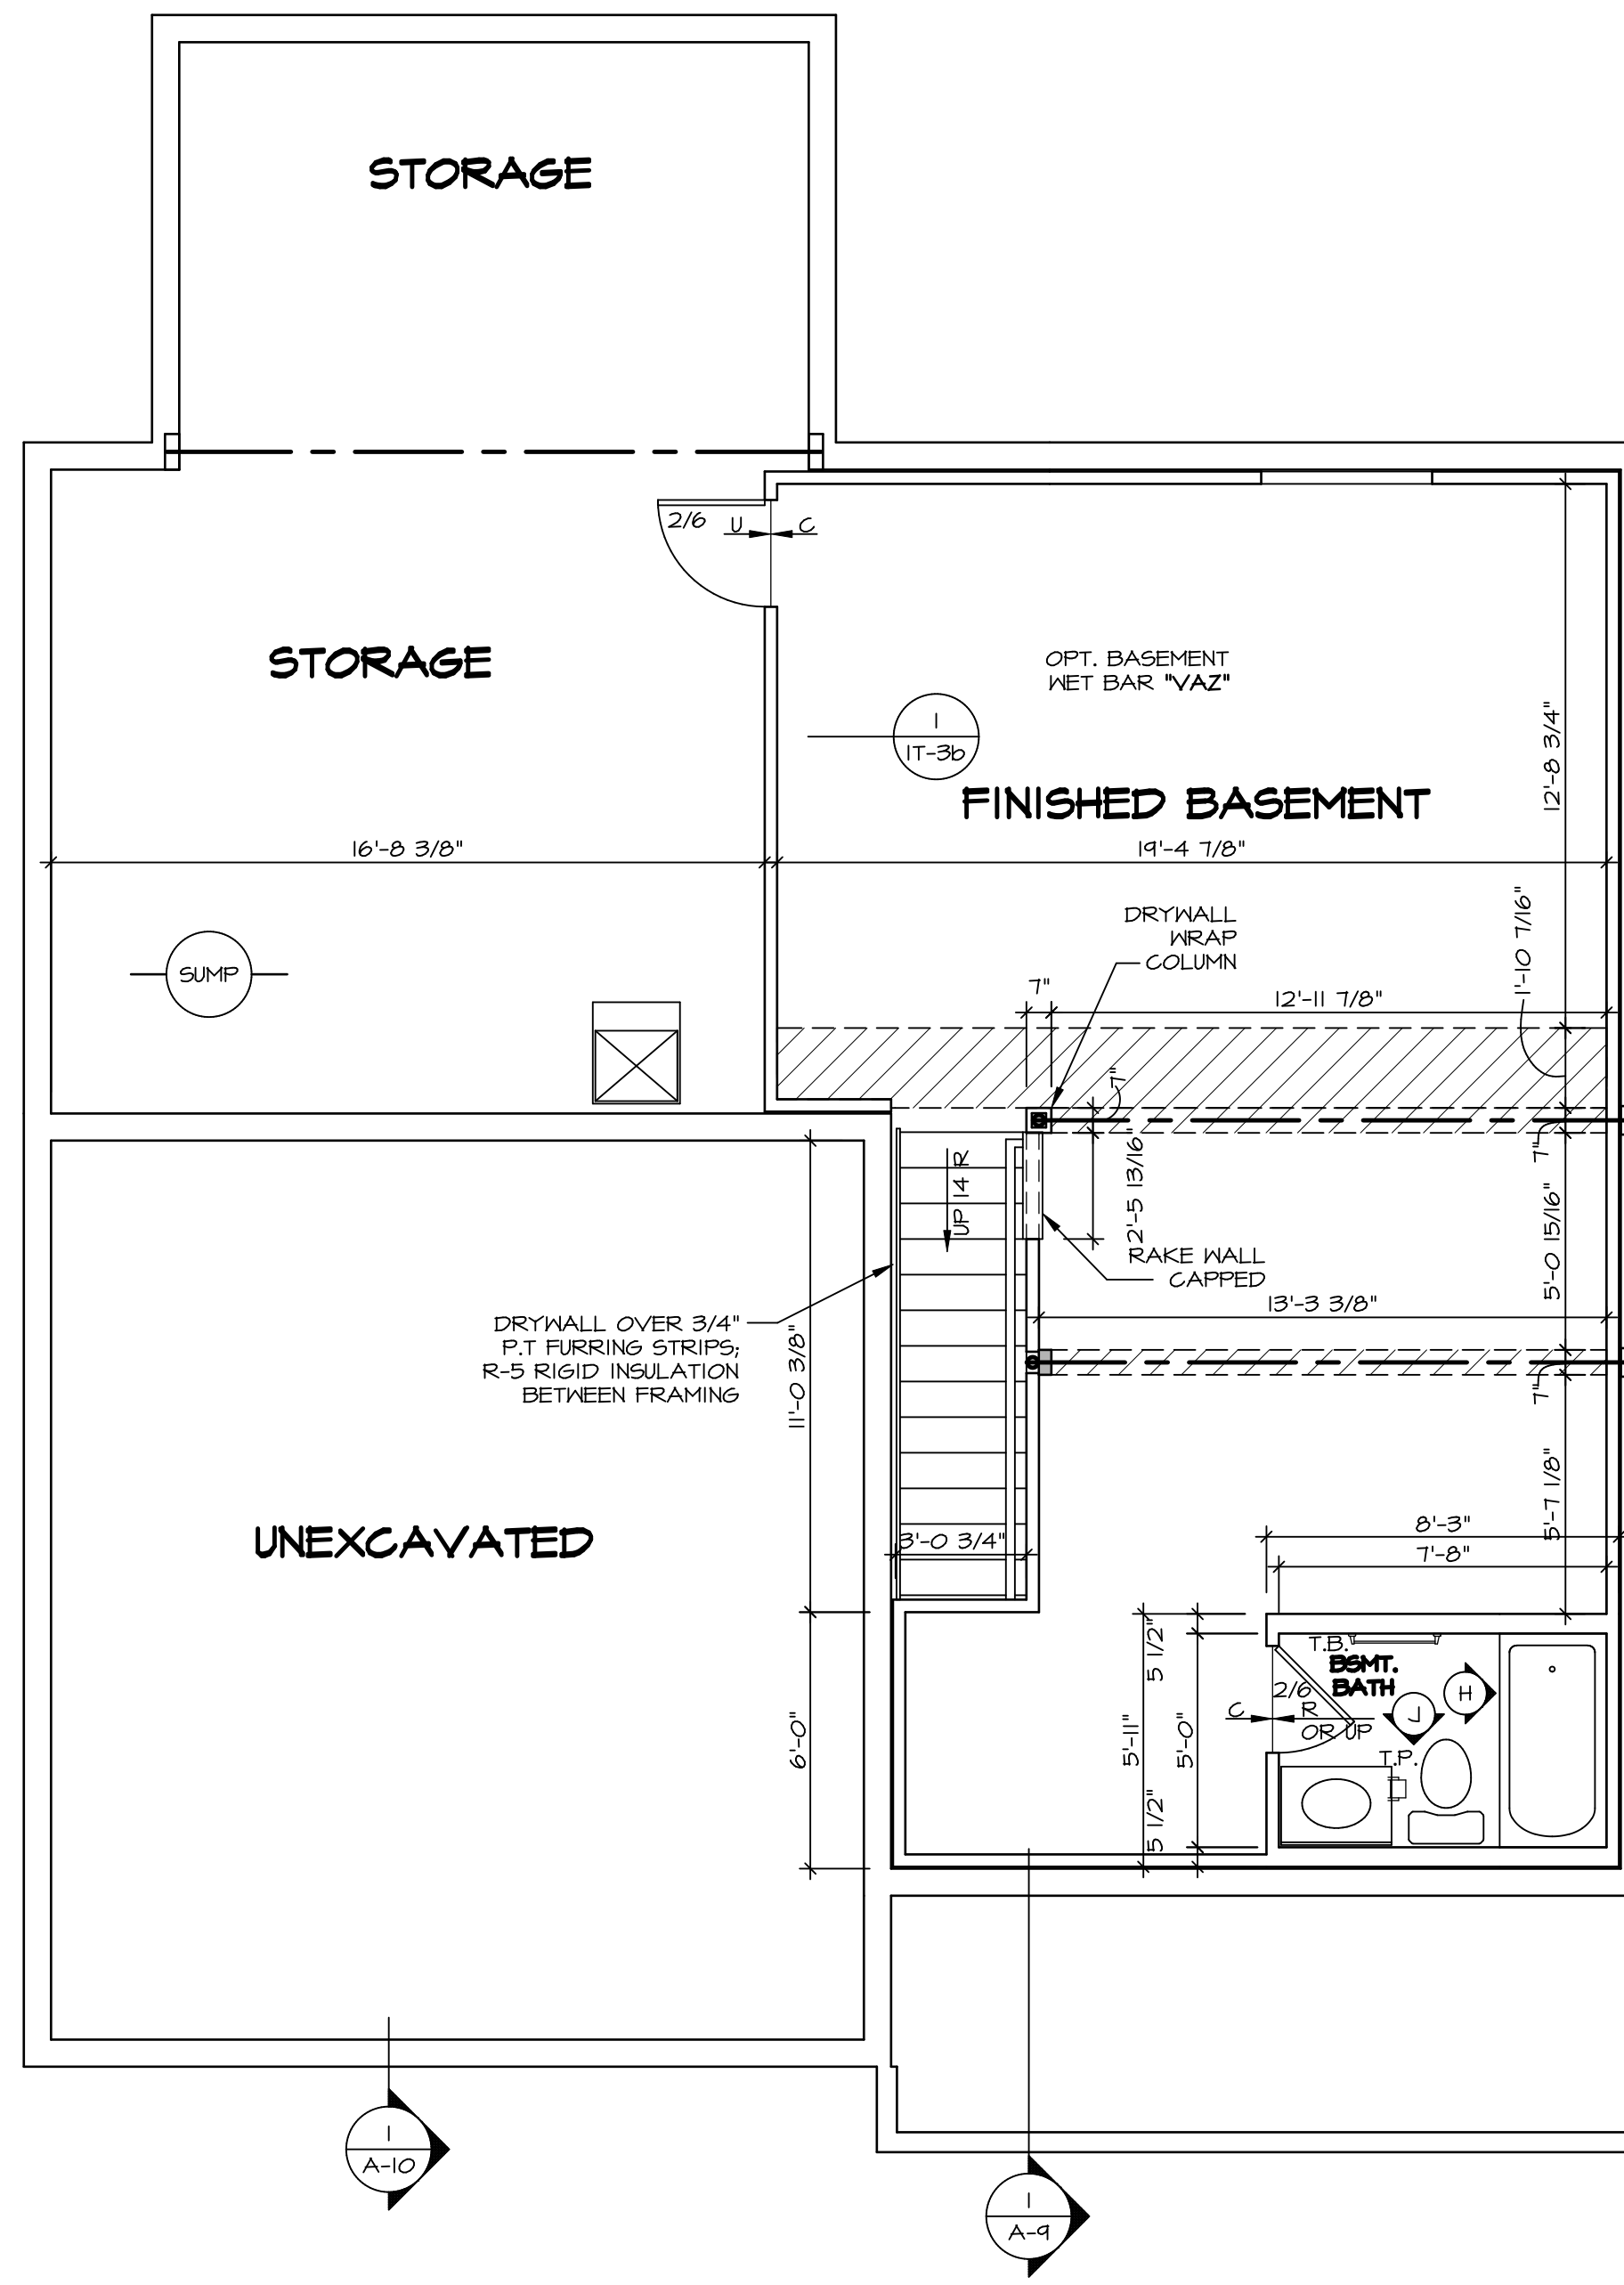 STORAGE
2/6
U
C
STORAGE
OPT. BASEMENT
WET BAR "VAZ"
1
1T-3b
FINISHED BASEMENT
12'-8 3/4"
16'-8 3/8"
19'-4 7/8"
DRYWALL
WRAP
COLUMN
1'-10 7/16"
SUMP
7"
12'-11 7/8"
7"
UP 14 R
2'-5 13/16"
7"
5'-0 15/16"
RAKE WALL
CAPPED
13'-3 3/8"
DRYWALL OVER 3/4"
P.T FURRING STRIPS;
R-5 RIGID INSULATION
BETWEEN FRAMING
11'-0 3/8"
7"
5'-7 1/8"
UNEXCAVATED
3'-0 3/4"
8'-3"
7'-8"
5 1/2"
T.B.
BSMT.
BATH
H
2/6
C
R
OR UP
J
6'-0"
5'-11"
5'-0"
T.P.
5 1/2"
1
A-10
1
A-9